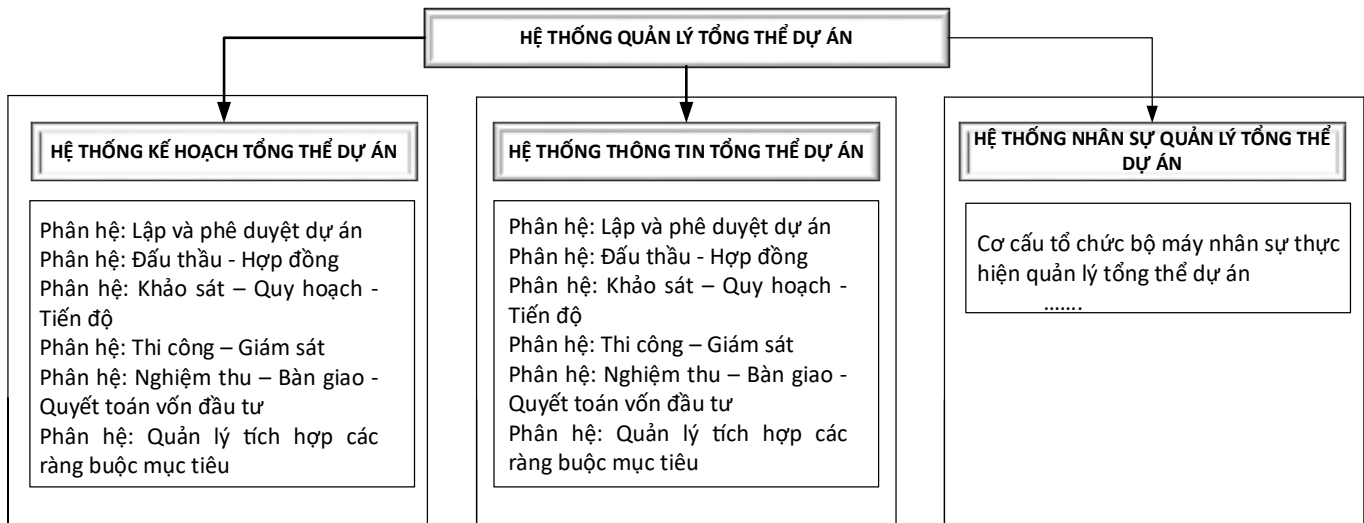 HỆ THỐNG QUẢN LÝ TỔNG THỂ DỰ ÁN
HỆ THỐNG KẾ HOẠCH TỔNG THỂ DỰ ÁN
Phân hệ: Lập và phê duyệt dự án
Phân hệ: Đấu thầu - Hợp đồng
Phân hệ: Khảo sát – Quy hoạch -
Tiến độ
Phân hệ: Thi công – Giám sát
Phân hệ: Nghiệm thu – Bàn giao -
Quyết toán vốn đầu tư
Phân hệ: Quản lý tích hợp các
ràng buộc mục tiêu
HỆ THỐNG THÔNG TIN TỔNG THỂ DỰ ÁN
Phân hệ: Lập và phê duyệt dự án
Phân hệ: Đấu thầu - Hợp đồng
Phân hệ: Khảo sát – Quy hoạch -
Tiến độ
Phân hệ: Thi công – Giám sát
Phân hệ: Nghiệm thu – Bàn giao -
Quyết toán vốn đầu tư
Phân hệ: Quản lý tích hợp các
ràng buộc mục tiêu
HỆ THỐNG NHÂN SỰ QUẢN LÝ TỔNG THỂ
DỰ ÁN
Cơ cấu tổ chức bộ máy nhân sự thực
hiện quản lý tổng thể dự án
.......